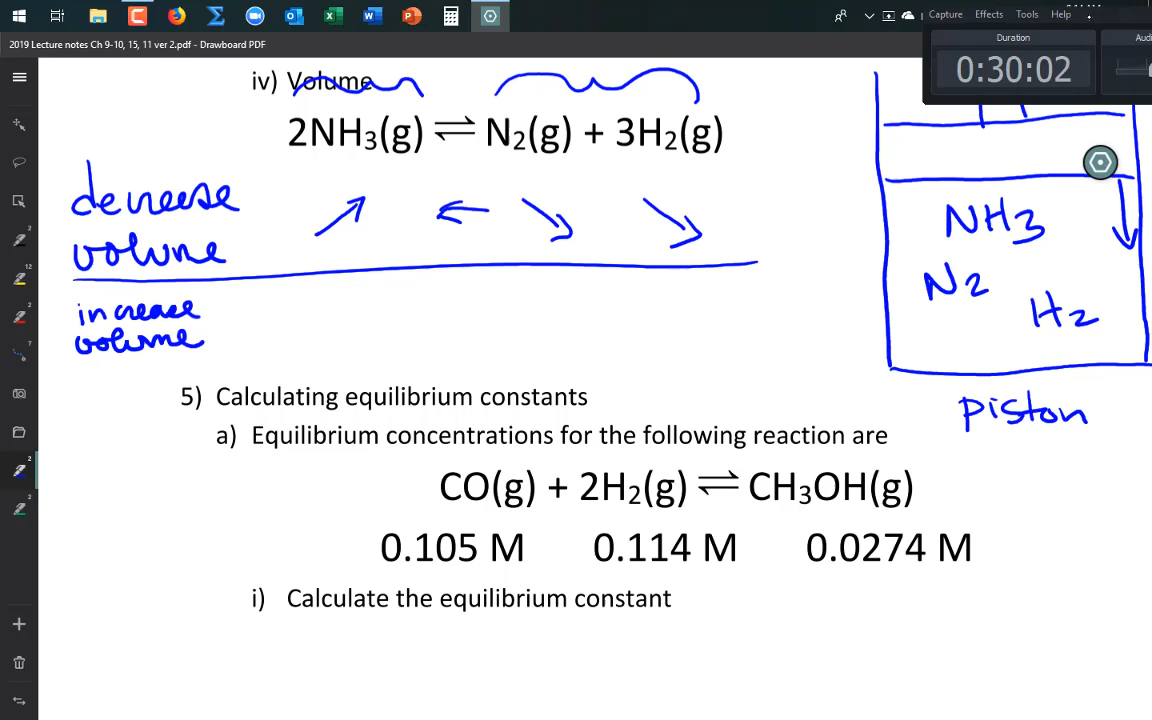 Capture Effects Tools Help
2019 Lecture notes Ch 9-10, 15, 11 ver 2.pdf - Drawboard PDF
Duration
0:30:02
iv) Volume
2NH₃(g) ⇌ N₂(g) + 3H₂(g)
decrease
volume
increase
volume
NH3
N2
H2
piston
5) Calculating equilibrium constants
a) Equilibrium concentrations for the following reaction are
CO(g) + 2H₂(g) ⇌ CH₃OH(g)
0.105 M 0.114 M 0.0274 M
i) Calculate the equilibrium constant